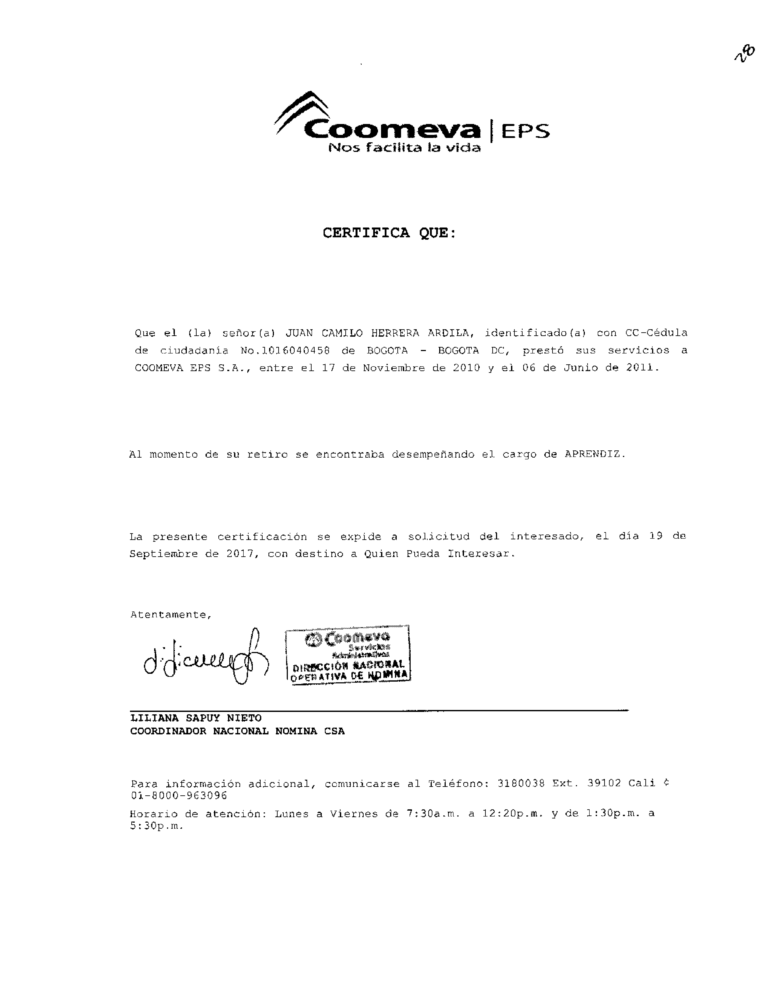 28
Coomeva | EPS
Nos facilita la vida
CERTIFICA QUE:
Que el (la) señor(a) JUAN CAMILO HERRERA ARDILA, identificado(a) con CC-Cédula
de ciudadanía No.1016040458 de BOGOTA - BOGOTA DC, prestó sus servicios a
COOMEVA EPS S.A., entre el 17 de Noviembre de 2010 y el 06 de Junio de 2011.
Al momento de su retiro se encontraba desempeñando el cargo de APRENDIZ.
La presente certificación se expide a solicitud del interesado, el día 19 de
Septiembre de 2017, con destino a Quien Pueda Interesar.
Atentamente,
Coomeva
Servicios
Administrativos
DIRECCIÓN NACIONAL
OPERATIVA DE NOMINA
LILIANA SAPUY NIETO
COORDINADOR NACIONAL NOMINA CSA
Para información adicional, comunicarse al Teléfono: 3180038 Ext. 39102 Cali ¢
01-8000-963096
Horario de atención: Lunes a Viernes de 7:30a.m. a 12:20p.m. y de 1:30p.m. a
5:30p.m.